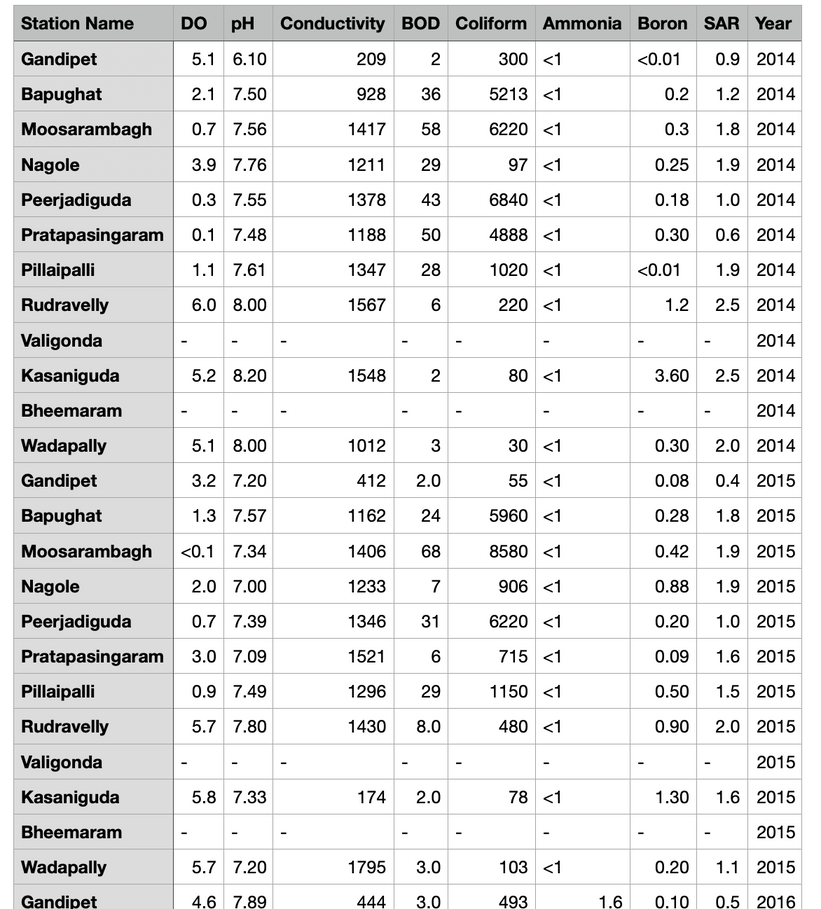 Station Name DO pH Conductivity BOD Coliform Ammonia Boron SAR Year
Gandipet 5.1 6.10 209 2 300 <1 <0.01 0.9 2014
Bapughat 2.1 7.50 928 36 5213 <1 0.2 1.2 2014
Moosarambagh 0.7 7.56 1417 58 6220 <1 0.3 1.8 2014
Nagole 3.9 7.76 1211 29 97 <1 0.25 1.9 2014
Peerjadiguda 0.3 7.55 1378 43 6840 <1 0.18 1.0 2014
Pratapasingaram 0.1 7.48 1188 50 4888 <1 0.30 0.6 2014
Pillaipalli 1.1 7.61 1347 28 1020 <1 <0.01 1.9 2014
Rudravelly 6.0 8.00 1567 6 220 <1 1.2 2.5 2014
Valigonda - - - - - - - - 2014
Kasaniguda 5.2 8.20 1548 2 80 <1 3.60 2.5 2014
Bheemaram - - - - - - - - 2014
Wadapally 5.1 8.00 1012 3 30 <1 0.30 2.0 2014
Gandipet 3.2 7.20 412 2.0 55 <1 0.08 0.4 2015
Bapughat 1.3 7.57 1162 24 5960 <1 0.28 1.8 2015
Moosarambagh <0.1 7.34 1406 68 8580 <1 0.42 1.9 2015
Nagole 2.0 7.00 1233 7 906 <1 0.88 1.9 2015
Peerjadiguda 0.7 7.39 1346 31 6220 <1 0.20 1.0 2015
Pratapasingaram 3.0 7.09 1521 6 715 <1 0.09 1.6 2015
Pillaipalli 0.9 7.49 1296 29 1150 <1 0.50 1.5 2015
Rudravelly 5.7 7.80 1430 8.0 480 <1 0.90 2.0 2015
Valigonda - - - - - - - - 2015
Kasaniguda 5.8 7.33 174 2.0 78 <1 1.30 1.6 2015
Bheemaram - - - - - - - - 2015
Wadapally 5.7 7.20 1795 3.0 103 <1 0.20 1.1 2015
Gandipet 4.6 7.89 444 3.0 493 1.6 0.10 0.5 2016